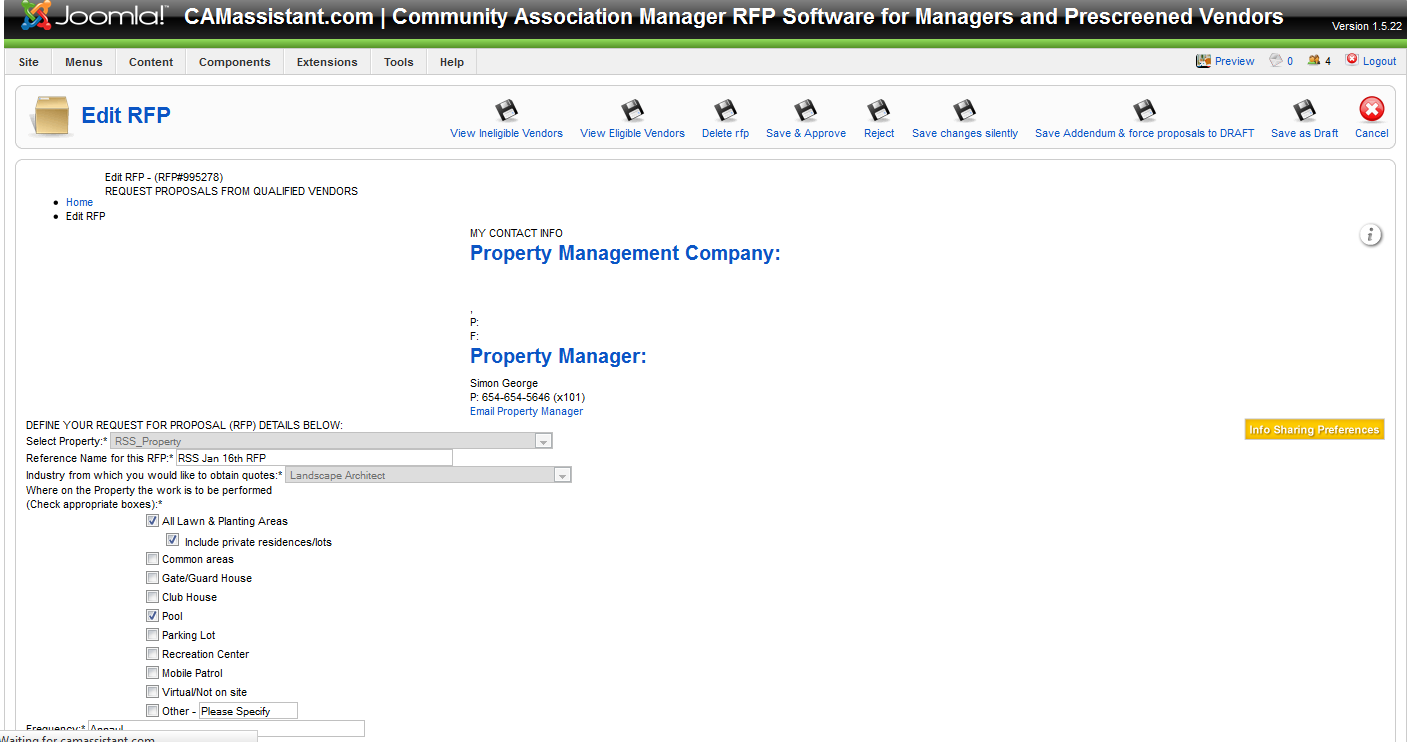 Joomla!™ CAMassistant.com | Community Association Manager RFP Software for Managers and Prescreened Vendors
Version 1.5.22
Site Menus Content Components Extensions Tools Help Preview 0 4 Logout
Edit RFP
View Ineligible Vendors View Eligible Vendors Delete rfp Save & Approve Reject Save changes silently Save Addendum & force proposals to DRAFT Save as Draft Cancel
Edit RFP - (RFP#995278)
REQUEST PROPOSALS FROM QUALIFIED VENDORS
• Home
• Edit RFP
MY CONTACT INFO
i
Property Management Company:
,
P:
F:
Property Manager:
Simon George
P: 654-654-5646 (x101)
Email Property Manager
DEFINE YOUR REQUEST FOR PROPOSAL (RFP) DETAILS BELOW:
Info Sharing Preferences
Select Property:* RSS_Property
Reference Name for this RFP:* RSS Jan 16th RFP
Industry from which you would like to obtain quotes:* Landscape Architect
Where on the Property the work is to be performed
(Check appropriate boxes):*
All Lawn & Planting Areas
Include private residences/lots
Common areas
Gate/Guard House
Club House
Pool
Parking Lot
Recreation Center
Mobile Patrol
Virtual/Not on site
Other - Please Specify
Frequency:* Annaul
Waiting for camassistant.com